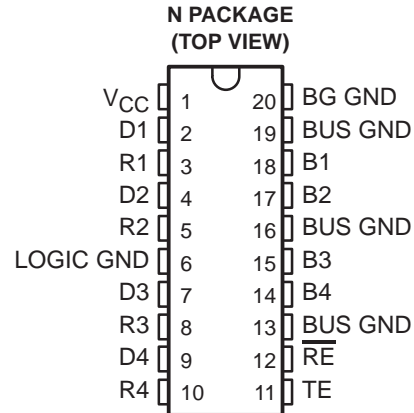 N PACKAGE
(TOP VIEW)
VCC 1 20 BG GND
D1 2 19 BUS GND
R1 3 18 B1
D2 4 17 B2
R2 5 16 BUS GND
LOGIC GND 6 15 B3
D3 7 14 B4
R3 8 13 BUS GND
D4 9 12 R̅E̅
R4 10 11 TE